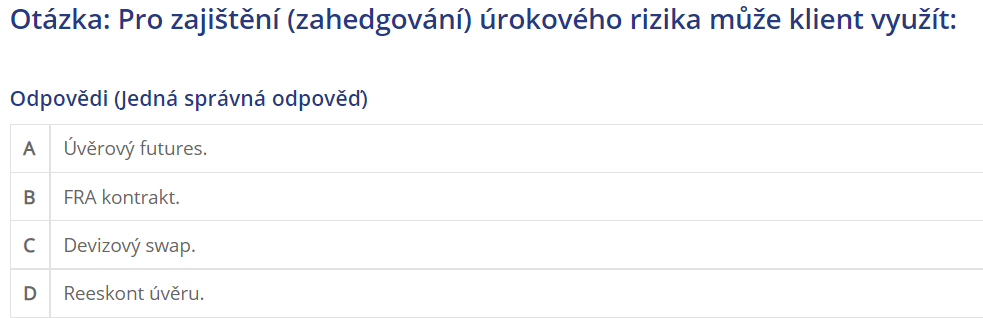 Otázka: Pro zajištění (zahedgování) úrokového rizika může klient využít:
Odpovědi (Jedná správná odpověď)
A Úvěrový futures.
B FRA kontrakt.
C Devizový swap.
D Reeskont úvěru.